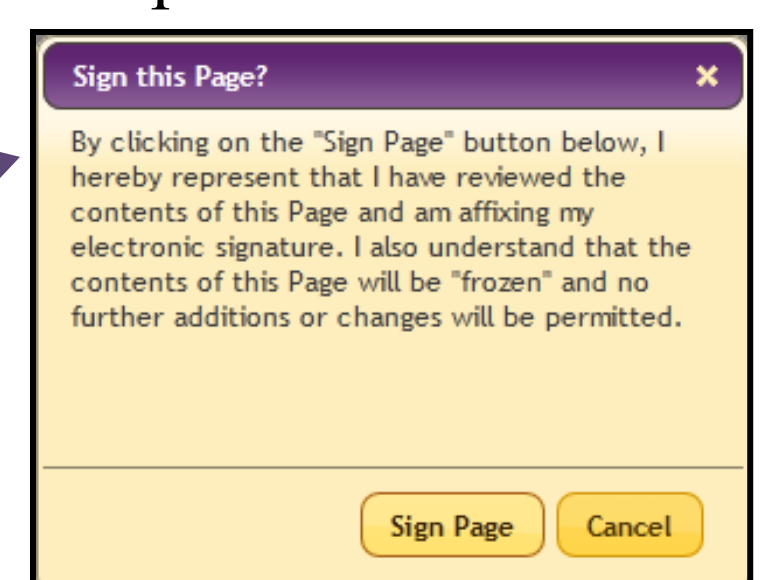 Sign this Page?
By clicking on the "Sign Page" button below, I
hereby represent that I have reviewed the
contents of this Page and am affixing my
electronic signature. I also understand that the
contents of this Page will be "frozen" and no
further additions or changes will be permitted.
Sign Page Cancel